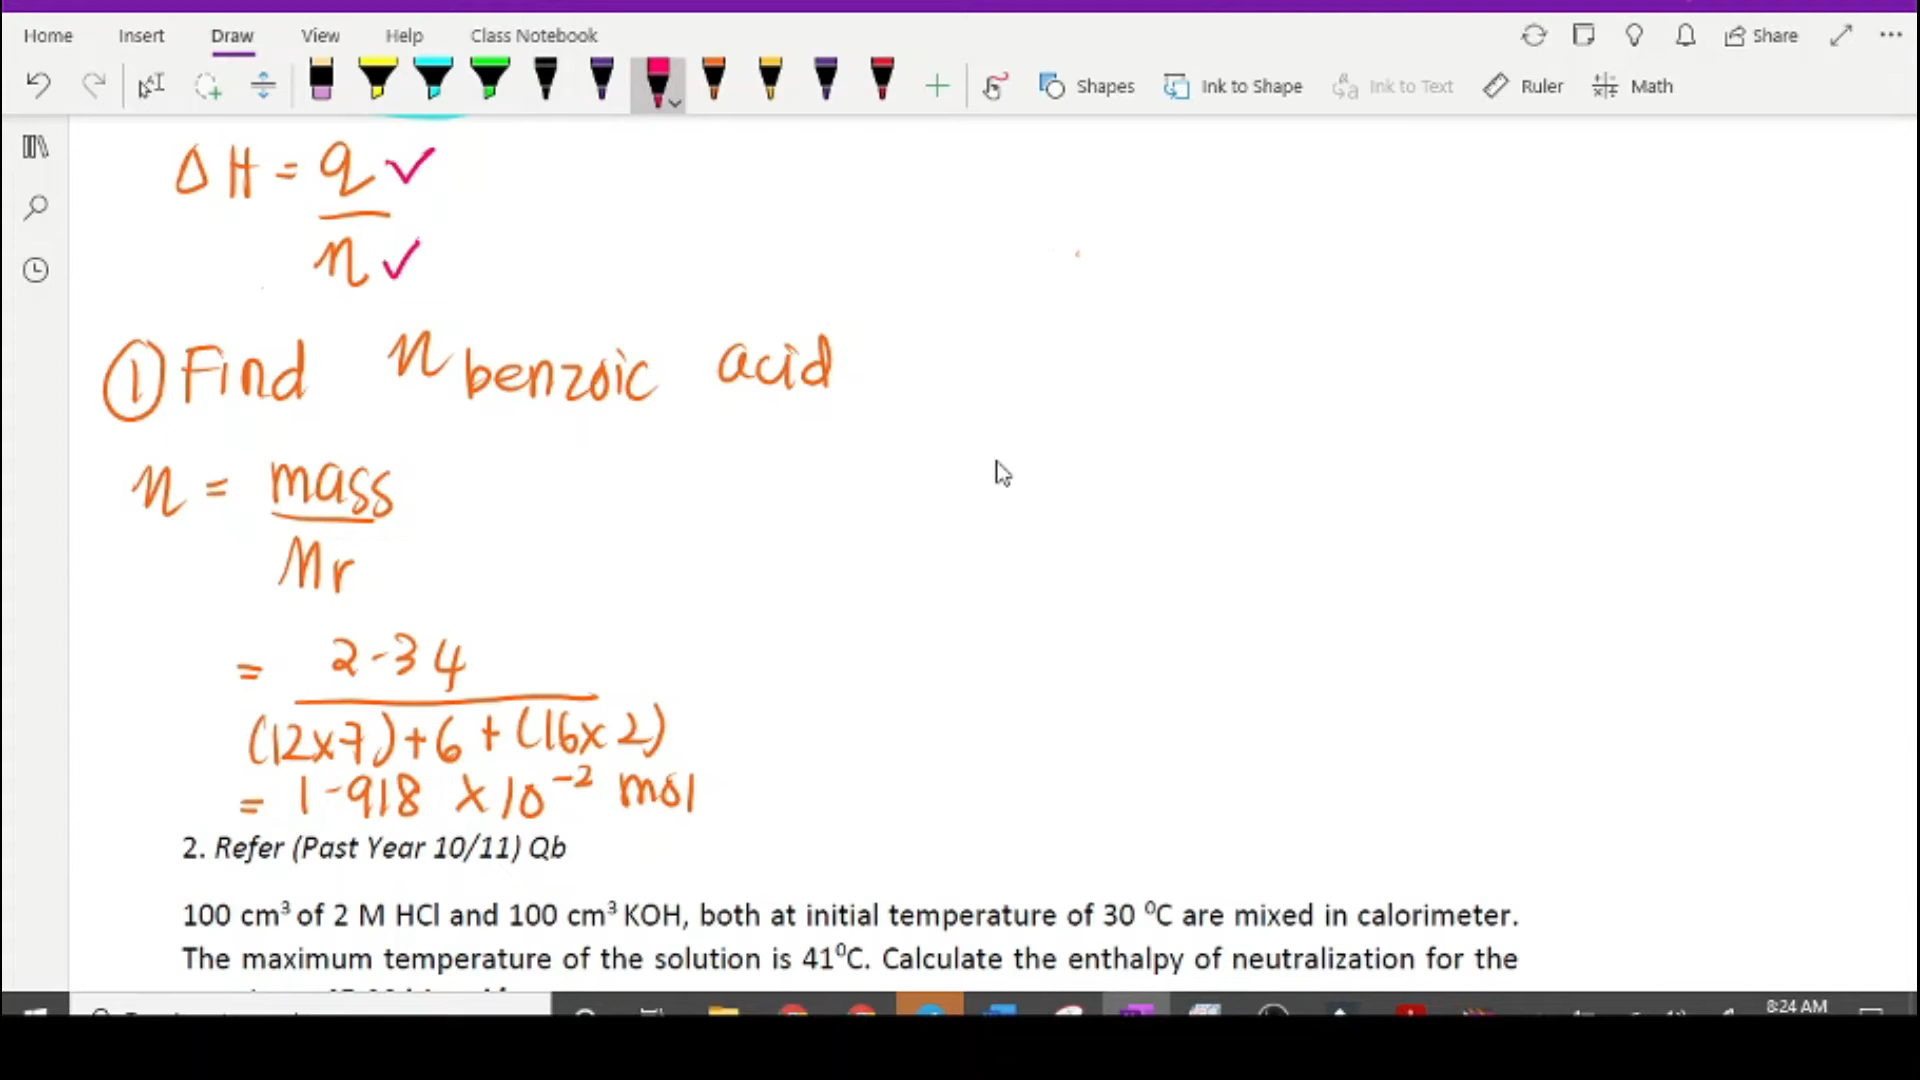 Home Insert Draw View Help Class Notebook Share
Shapes Ink to Shape Ink to Text Ruler Math
ΔH = q ✓
n ✓
① Find n benzoic acid
n = mass
Mr
= 2.34
(12x7)+6+(16x2)
= 1.918 x10⁻² mol
2. Refer (Past Year 10/11) Qb
100 cm³ of 2 M HCl and 100 cm³ KOH, both at initial temperature of 30 ⁰C are mixed in calorimeter.
The maximum temperature of the solution is 41⁰C. Calculate the enthalpy of neutralization for the
8:24 AM